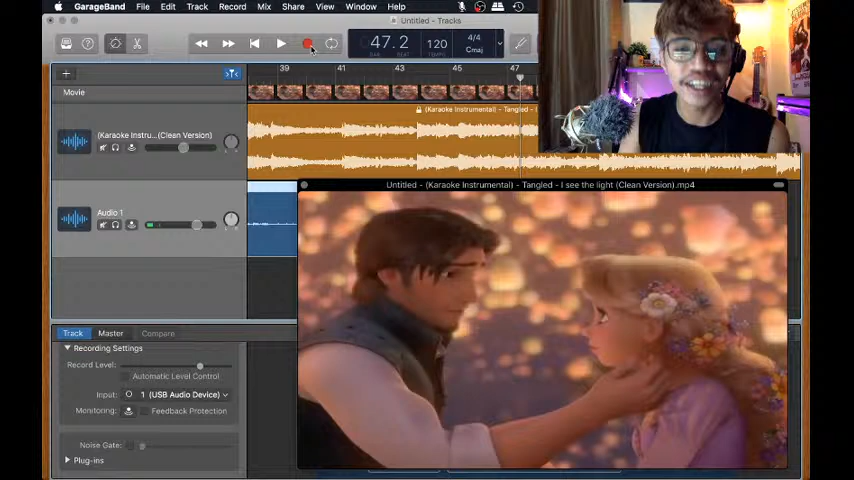 GarageBand File Edit Track Record Mix Share View Window Help
Untitled - Tracks
47.2
BAR BEAT
120
TEMPO
4/4
Cmaj
39 41 43 45 47
Movie
(Karaoke Instrumental) - Tangled - I
(Karaoke Instru...(Clean Version)
Untitled - (Karaoke Instrumental) - Tangled - I see the light (Clean Version).mp4
Audio 1
Track Master Compare
Recording Settings
Record Level:
Automatic Level Control
Input: 1 (USB Audio Device)
Monitoring: Feedback Protection
Noise Gate:
Plug-ins